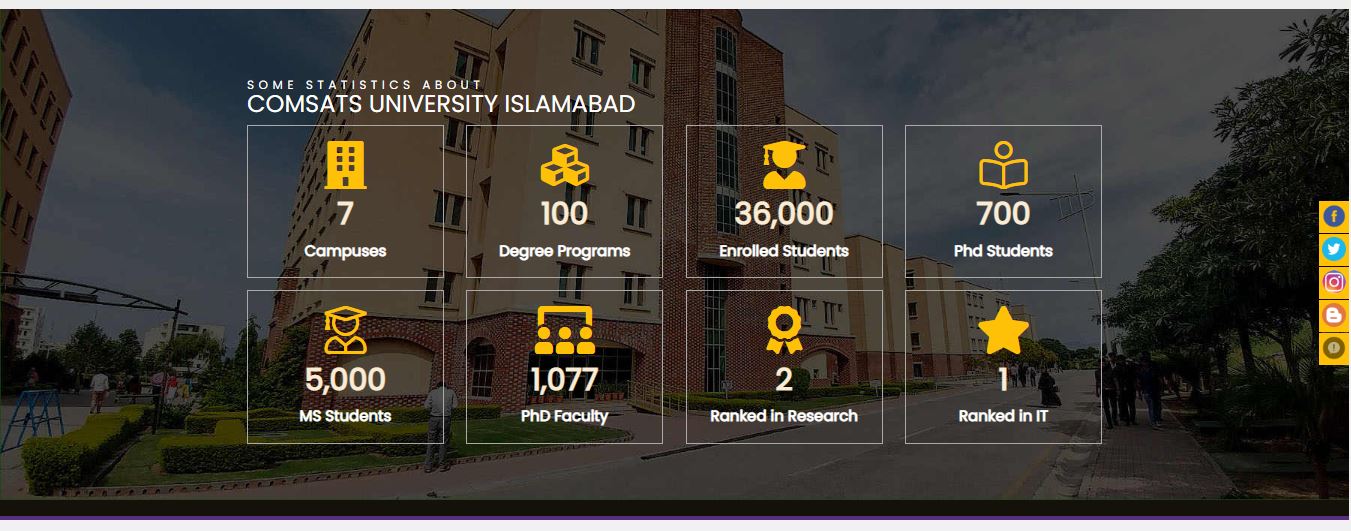 SOME STATISTICS ABOUT
COMSATS UNIVERSITY ISLAMABAD
7
Campuses
100
Degree Programs
36,000
Enrolled Students
700
Phd Students
5,000
MS Students
1,077
PhD Faculty
2
Ranked in Research
1
Ranked in IT